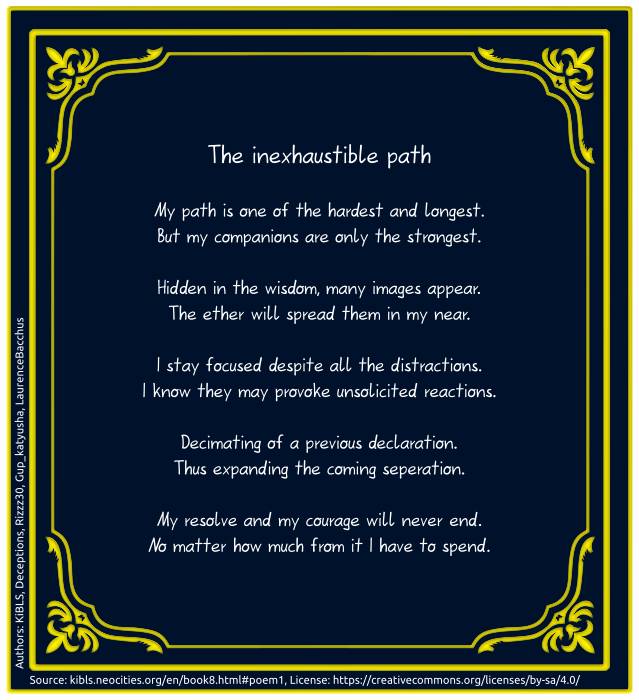 The inexhaustible path
My path is one of the hardest and longest.
But my companions are only the strongest.
Hidden in the wisdom, many images appear.
The ether will spread them in my near.
I stay focused despite all the distractions.
I know they may provoke unsolicited reactions.
Decimating of a previous declaration.
Thus expanding the coming seperation.
My resolve and my courage will never end.
No matter how much from it I have to spend.
Authors: KiBLS, Deceptions, Rizzz30, Gup_katyusha, LaurenceBacchus
Source: kibls.neocities.org/en/book8.html#poem1, License: https://creativecommons.org/licenses/by-sa/4.0/